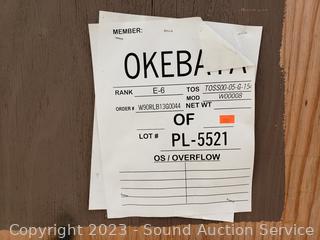 MEMBER:
OKEBA
RANK E-6 TOS TOSS00-05-G-15
MOD W00008
ORDER # W90RLB13G0044 NET WT
OF
LOT # PL-5521
OS / OVERFLOW
Copyright © 2023 - Sound Auction Service